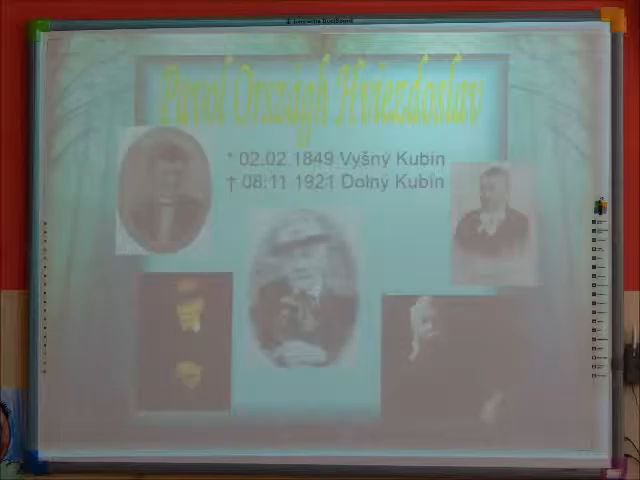 Pavol Országh Hviezdoslav
* 02.02 1849 Vyšný Kubín
† 08.11 1921 Dolný Kubín